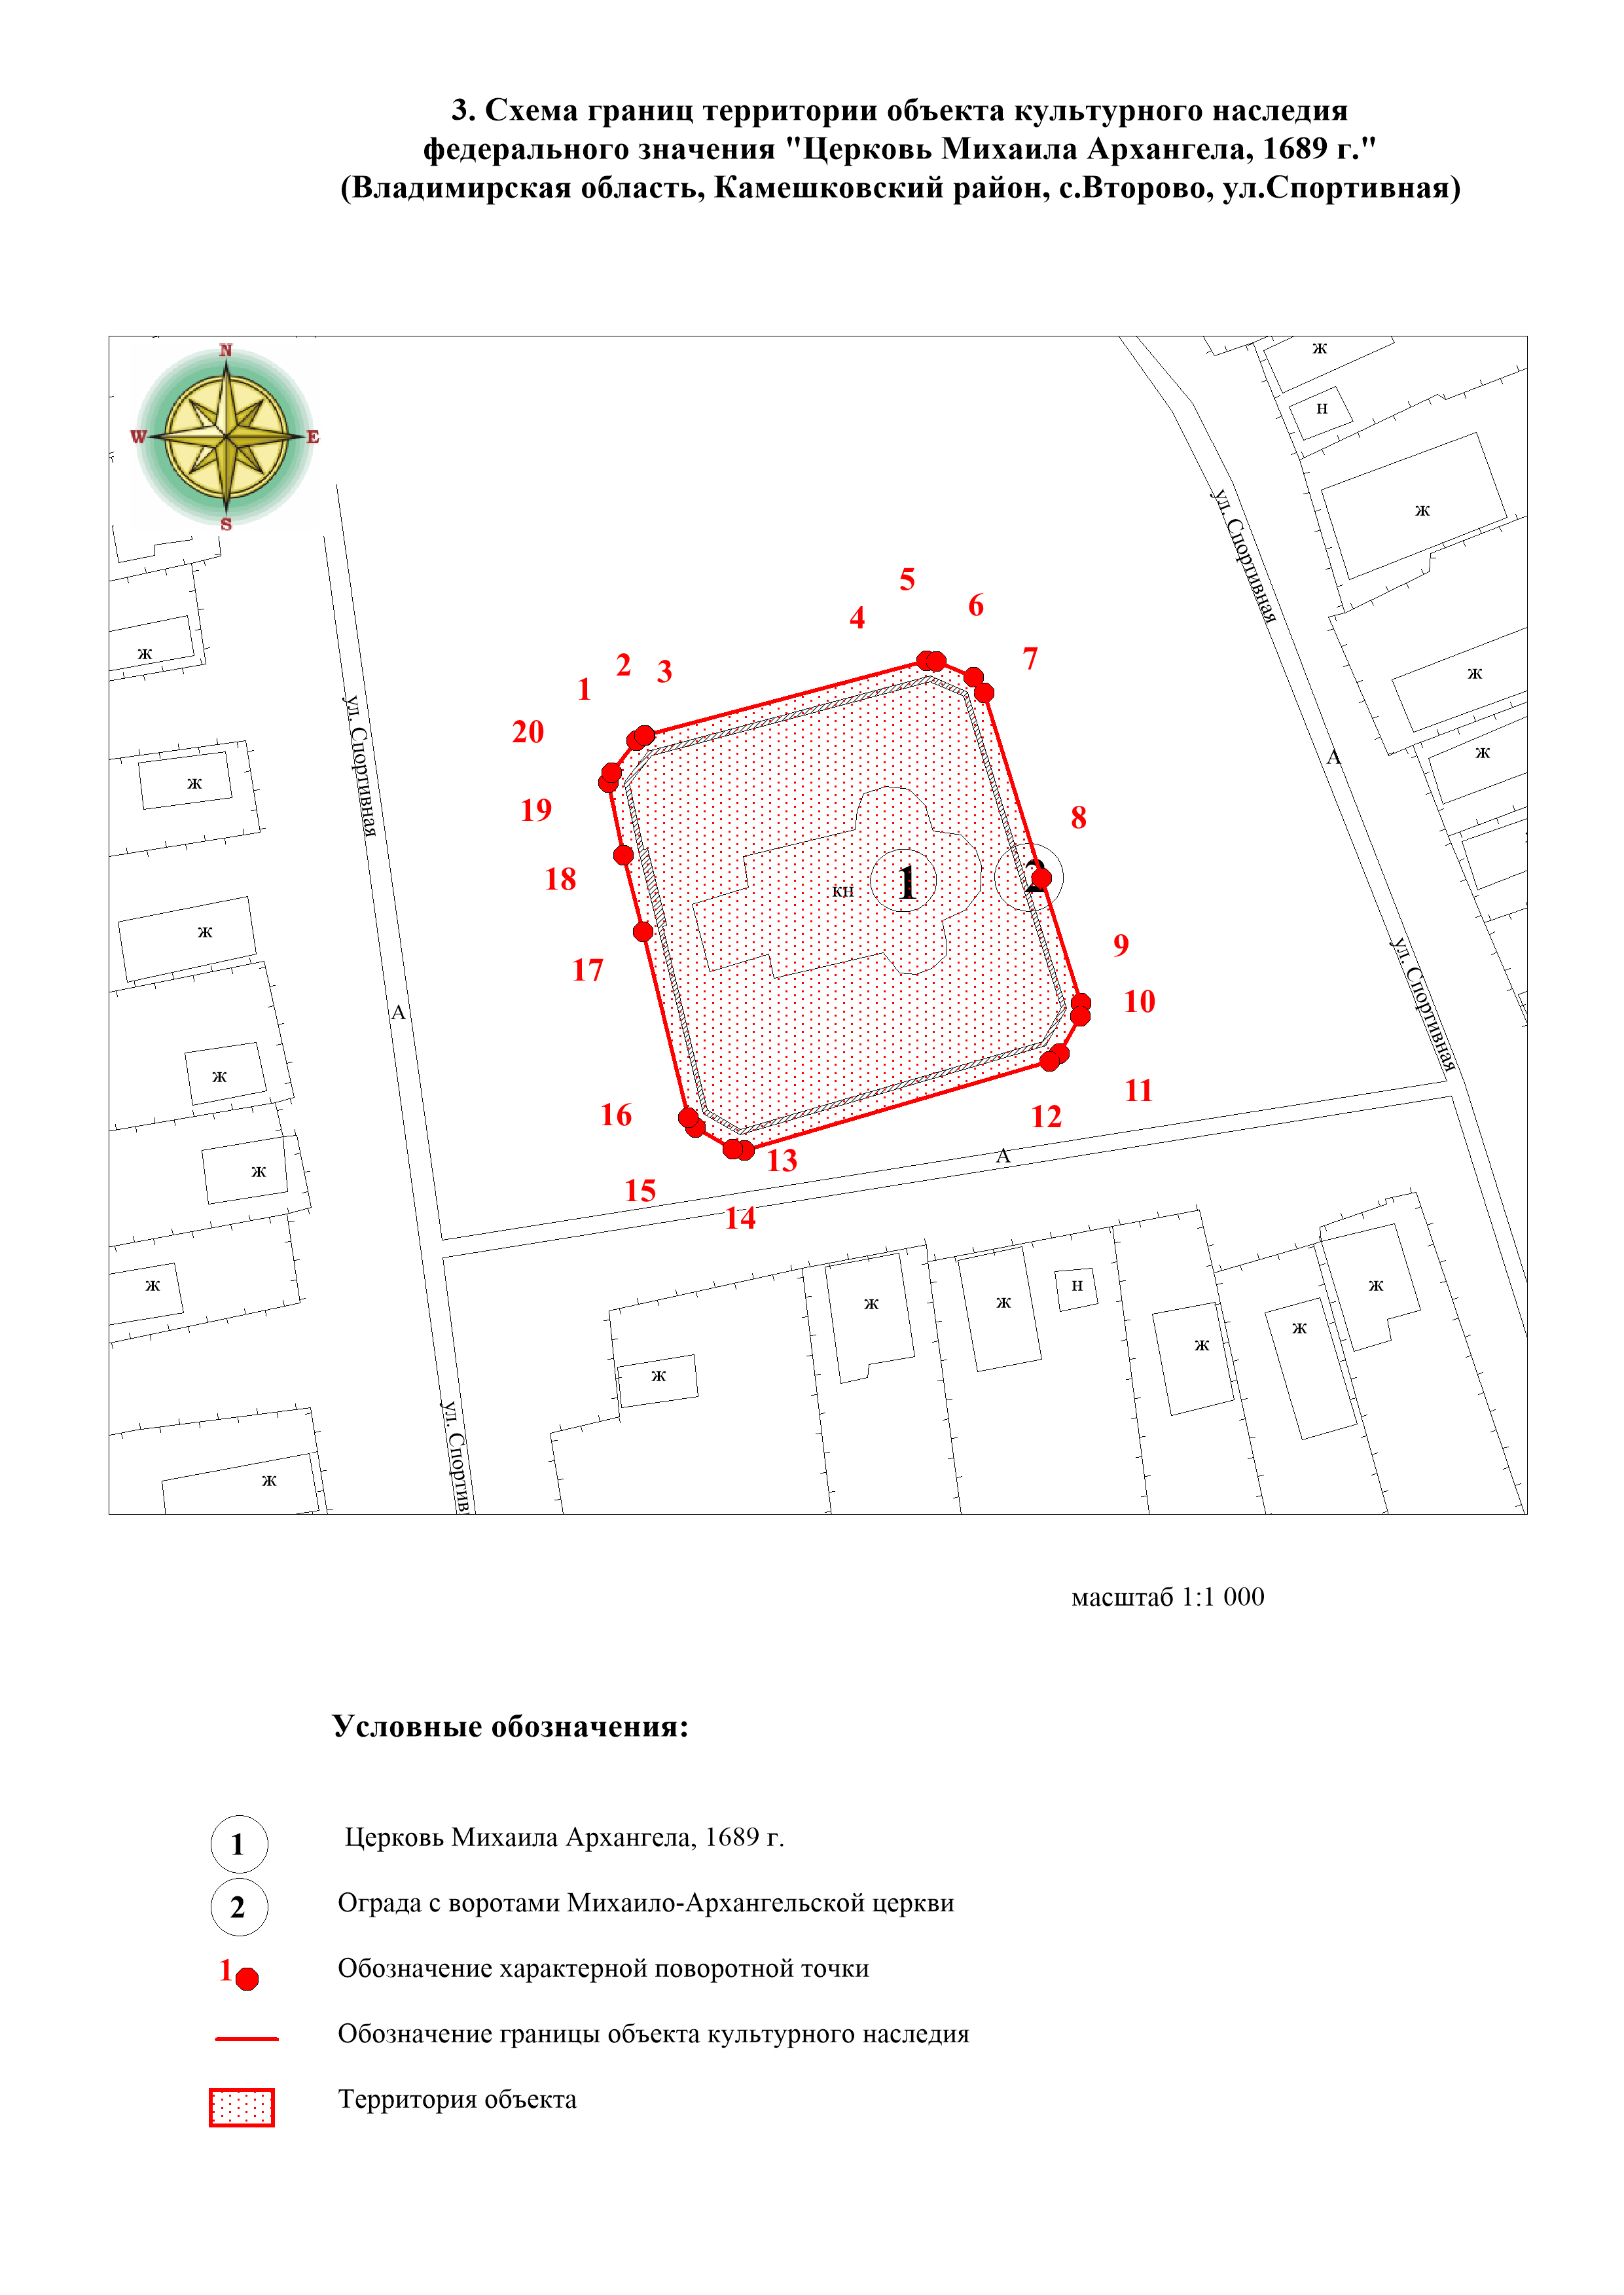 3. Схема границ территории объекта культурного наследия
федерального значения "Церковь Михаила Архангела, 1689 г."
(Владимирская область, Камешковский район, с.Второво, ул.Спортивная)
N
W
E
S
ж
н
ж
ж
ж
ж
ж
ж
ж
ж
ж
ж
ул. Спортивная
ул. Спортивная
ул. Спортивная
ул. Спортив
А
А
А
1
2
3
4
5
6
7
8
9
10
11
12
13
14
15
16
17
18
19
20
кн
1
2
ж
ж
ж
н
ж
ж
ж
масштаб 1:1 000
Условные обозначения:
1
Церковь Михаила Архангела, 1689 г.
2
Ограда с воротами Михаило-Архангельской церкви
1
Обозначение характерной поворотной точки
Обозначение границы объекта культурного наследия
Территория объекта